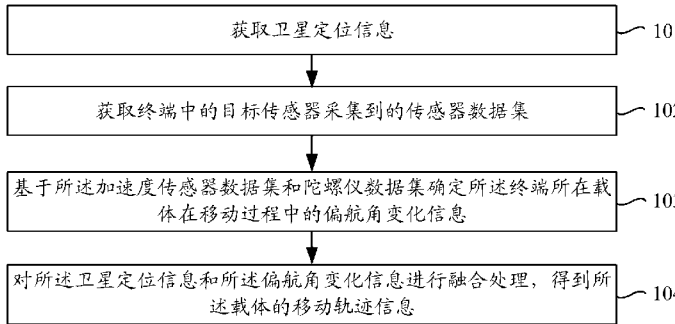 获取卫星定位信息
10
获取终端中的目标传感器采集到的传感器数据集
102
基于所述加速度传感器数据集和陀螺仪数据集确定所述终端所在载
体在移动过程中的偏航角变化信息
103
对所述卫星定位信息和所述偏航角变化信息进行融合处理，得到所
述载体的移动轨迹信息
104